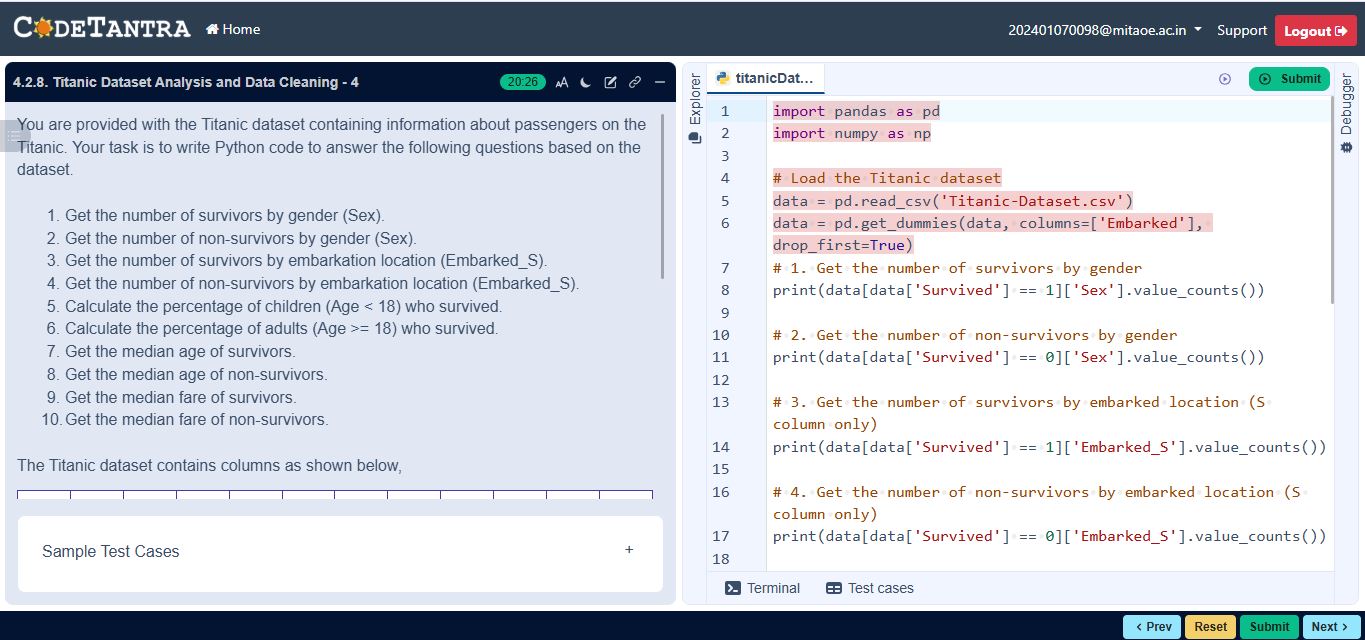 CODETANTRA Home 202401070098@mitaoe.ac.in Support Logout
4.2.8. Titanic Dataset Analysis and Data Cleaning - 4 20:26 AA
You are provided with the Titanic dataset containing information about passengers on the
Titanic. Your task is to write Python code to answer the following questions based on the
dataset.
1. Get the number of survivors by gender (Sex).
2. Get the number of non-survivors by gender (Sex).
3. Get the number of survivors by embarkation location (Embarked_S).
4. Get the number of non-survivors by embarkation location (Embarked_S).
5. Calculate the percentage of children (Age < 18) who survived.
6. Calculate the percentage of adults (Age >= 18) who survived.
7. Get the median age of survivors.
8. Get the median age of non-survivors.
9. Get the median fare of survivors.
10. Get the median fare of non-survivors.
The Titanic dataset contains columns as shown below,
Sample Test Cases +
Explorer
titanicDat... Submit
1 import pandas as pd
2 import numpy as np
3
4 # Load the Titanic dataset
5 data = pd.read_csv('Titanic-Dataset.csv')
6 data = pd.get_dummies(data, columns=['Embarked'],
drop_first=True)
7 # 1. Get the number of survivors by gender
8 print(data[data['Survived'] == 1]['Sex'].value_counts())
9
10 # 2. Get the number of non-survivors by gender
11 print(data[data['Survived'] == 0]['Sex'].value_counts())
12
13 # 3. Get the number of survivors by embarked location (S
column only)
14 print(data[data['Survived'] == 1]['Embarked_S'].value_counts())
15
16 # 4. Get the number of non-survivors by embarked location (S
column only)
17 print(data[data['Survived'] == 0]['Embarked_S'].value_counts())
18
Debugger
Terminal Test cases
< Prev Reset Submit Next >